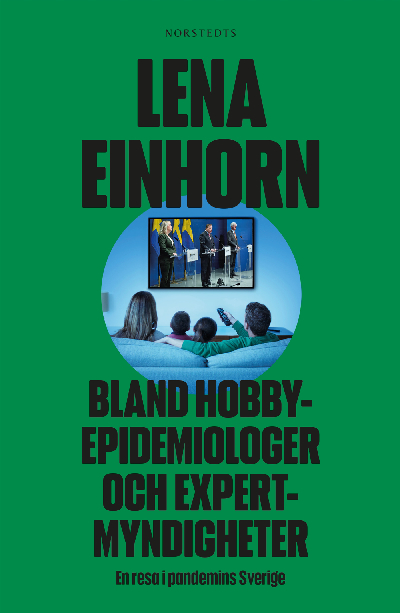 NORSTEDTS
LENA
EINHORN
BLAND HOBBY-
EPIDEMIOLOGER
OCH EXPERT-
MYNDIGHETER
En resa i pandemins Sverige